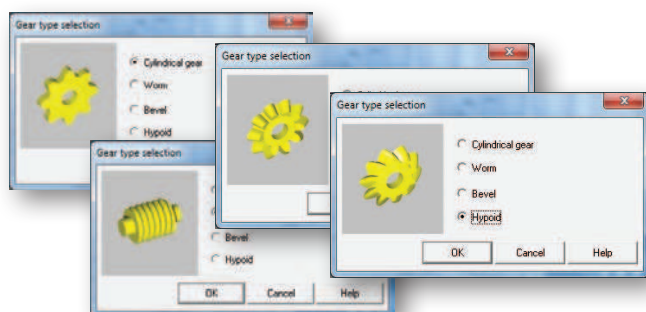 Gear type selection
Cylindrical gear
Worm
Bevel
Hypoid
Gear type selection
Gear type selection
Bevel
Hypoid
OK Cancel Help
Gear type selection
Cylindrical gear
Worm
Bevel
Hypoid
OK Cancel Help